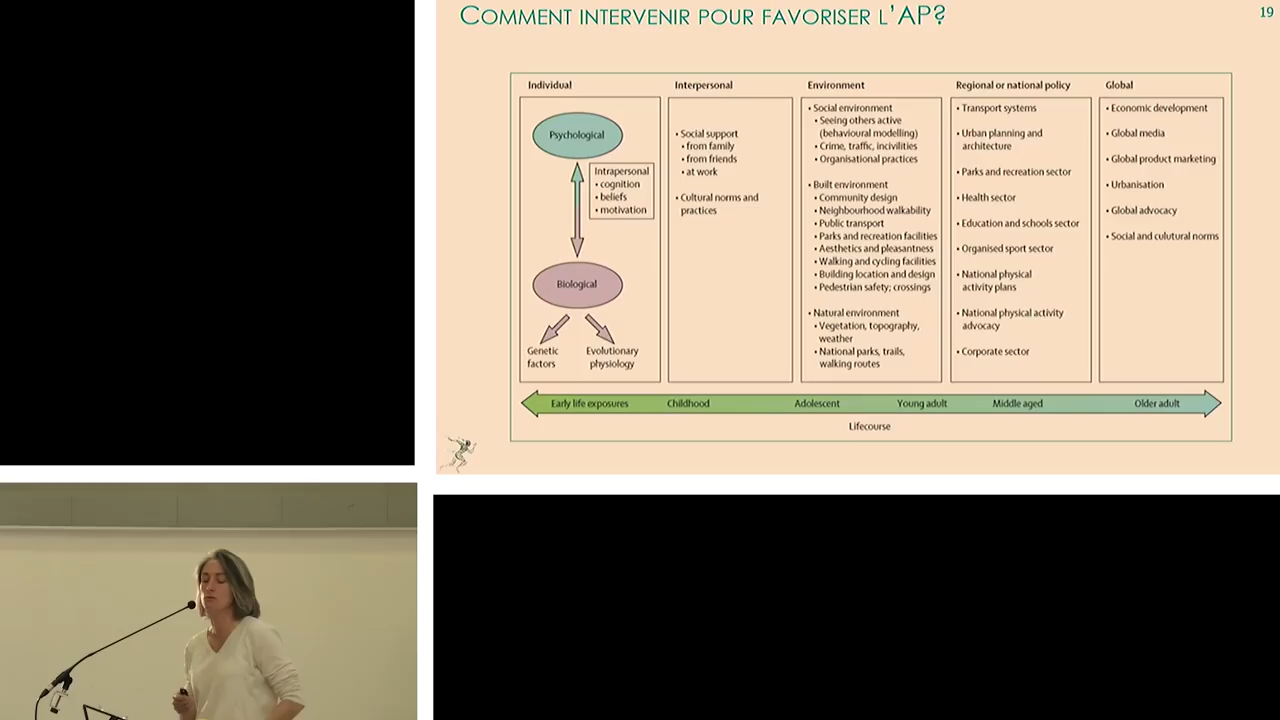 COMMENT INTERVENIR POUR FAVORISER L'AP?
19
Individual
Psychological
Intrapersonal
• cognition
• beliefs
• motivation
Biological
Genetic
factors
Evolutionary
physiology
Interpersonal
• Social support
• from family
• from friends
• at work
• Cultural norms and
practices
Environment
• Social environment
• Seeing others active
(behavioural modelling)
• Crime, traffic, incivilities
• Organisational practices
• Built environment
• Community design
• Neighbourhood walkability
• Public transport
• Parks and recreation facilities
• Aesthetics and pleasantness
• Walking and cycling facilities
• Building location and design
• Pedestrian safety; crossings
• Natural environment
• Vegetation, topography,
weather
• National parks, trails,
walking routes
Regional or national policy
• Transport systems
• Urban planning and
architecture
• Parks and recreation sector
• Health sector
• Education and schools sector
• Organised sport sector
• National physical
activity plans
• National physical activity
advocacy
• Corporate sector
Global
• Economic development
• Global media
• Global product marketing
• Urbanisation
• Global advocacy
• Social and culutural norms
Early life exposures
Childhood
Adolescent
Young adult
Middle aged
Older adult
Lifecourse